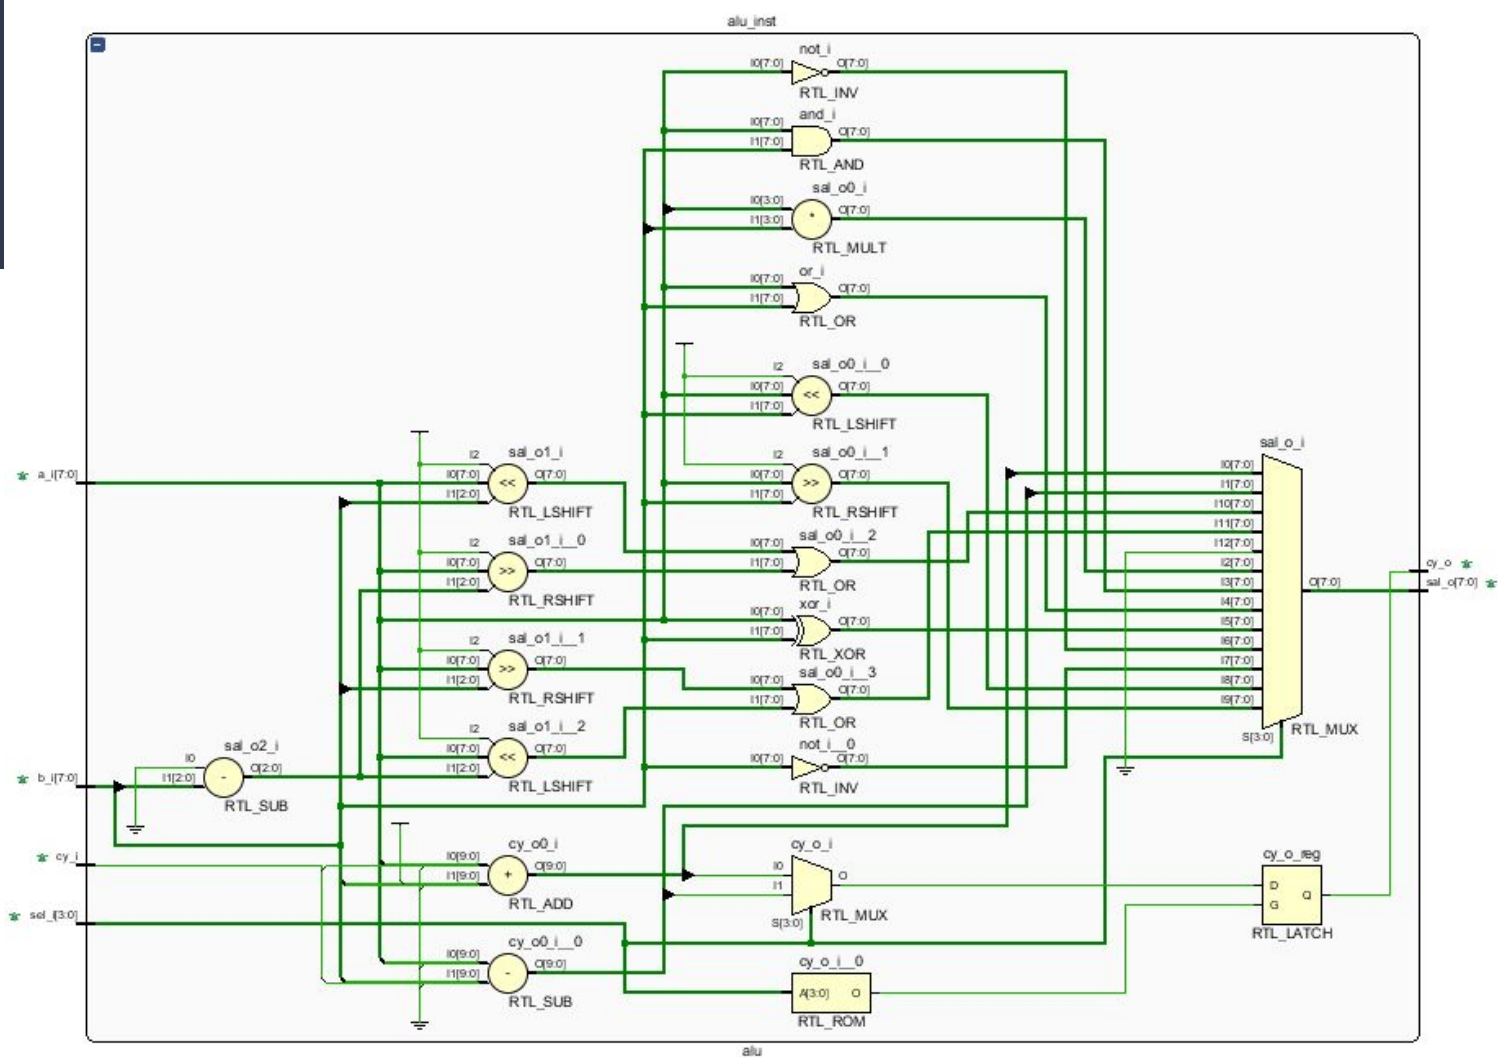 alu_inst
not_i
I0[7:0] O[7:0]
RTL_INV
and_i
I0[7:0] O[7:0]
I1[7:0]
RTL_AND
sal_o0_i
I0[3:0] O[7:0]
I1[3:0]
*
RTL_MULT
or_i
I0[7:0] O[7:0]
I1[7:0]
RTL_OR
sal_o0_i__0
I2
I0[7:0] << O[7:0]
I1[7:0]
RTL_LSHIFT
sal_o0_i__1
I2
I0[7:0] >> O[7:0]
I1[7:0]
RTL_RSHIFT
sal_o0_i__2
I0[7:0] O[7:0]
I1[7:0]
RTL_OR
xor_i
I0[7:0] O[7:0]
I1[7:0]
RTL_XOR
sal_o0_i__3
I0[7:0] O[7:0]
I1[7:0]
RTL_OR
not_i__0
I0[7:0] O[7:0]
RTL_INV
a_i[7:0]
sal_o1_i
I2
I0[7:0] << O[7:0]
I1[2:0]
RTL_LSHIFT
sal_o1_i__0
I2
I0[7:0] >> O[7:0]
I1[2:0]
RTL_RSHIFT
sal_o1_i__1
I2
I0[7:0] >> O[7:0]
I1[2:0]
RTL_RSHIFT
sal_o1_i__2
I2
I0[7:0] << O[7:0]
I1[2:0]
RTL_LSHIFT
b_i[7:0]
sal_o2_i
I0
I1[2:0] - O[2:0]
RTL_SUB
cy_i
sel_i[3:0]
cy_o0_i
I0[9:0] + O[9:0]
I1[9:0]
RTL_ADD
cy_o0_i__0
I0[9:0] - O[9:0]
I1[9:0]
RTL_SUB
cy_o_i
I0
I1 O
S[3:0]
RTL_MUX
cy_o_i__0
A[3:0] O
RTL_ROM
sal_o_i
I0[7:0]
I1[7:0]
I10[7:0]
I11[7:0]
I12[7:0]
I2[7:0]
I3[7:0] O[7:0]
I4[7:0]
I5[7:0]
I6[7:0]
I7[7:0]
I8[7:0]
I9[7:0]
S[3:0]
RTL_MUX
cy_o_reg
D
G Q
RTL_LATCH
cy_o
sal_o[7:0]
alu